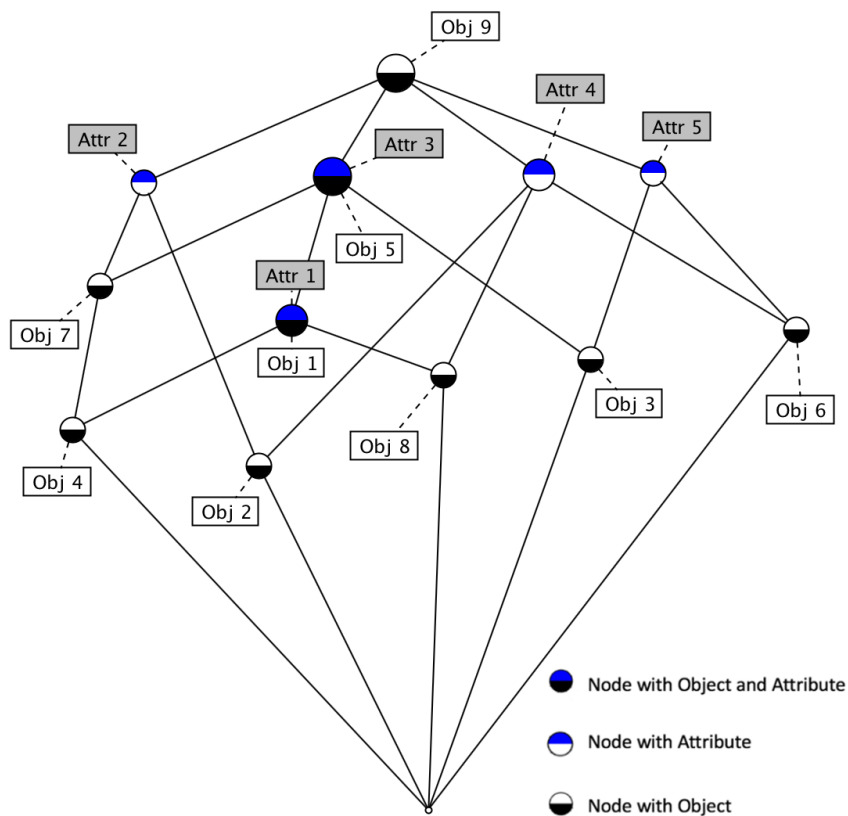 Obj 9
Attr 4
Attr 5
Attr 2
Attr 3
Obj 5
Attr 1
Obj 7
Obj 1
Obj 3
Obj 6
Obj 8
Obj 4
Obj 2
Node with Object and Attribute
Node with Attribute
Node with Object